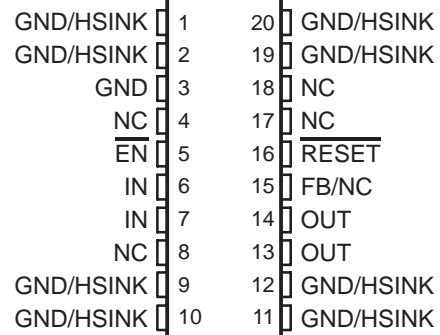 GND/HSINK 1 20 GND/HSINK
GND/HSINK 2 19 GND/HSINK
GND 3 18 NC
NC 4 17 NC
EN 5 16 RESET
IN 6 15 FB/NC
IN 7 14 OUT
NC 8 13 OUT
GND/HSINK 9 12 GND/HSINK
GND/HSINK 10 11 GND/HSINK